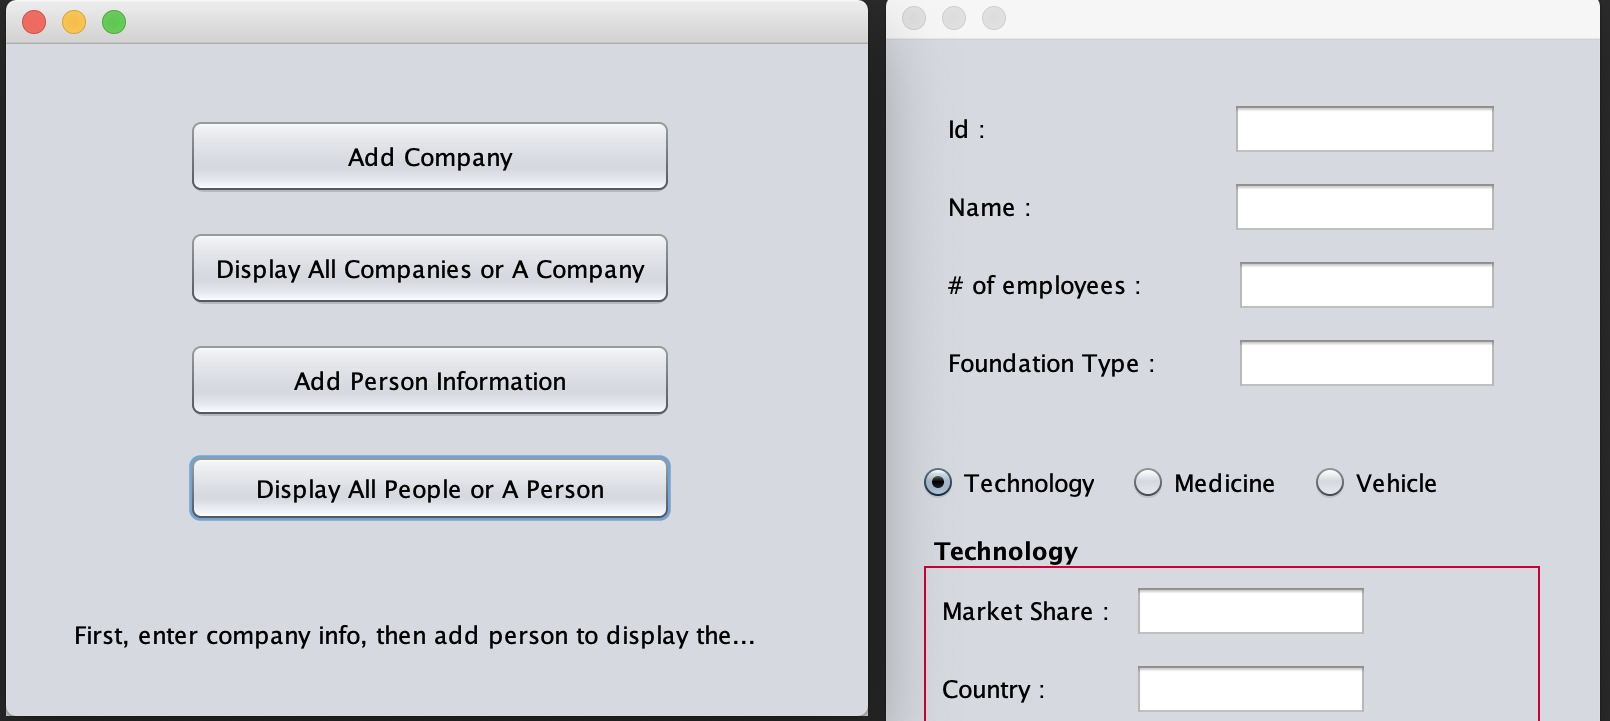 Add Company
Display All Companies or A Company
Add Person Information
Display All People or A Person
First, enter company info, then add person to display the...
Id :
Name :
# of employees :
Foundation Type :
Technology Medicine Vehicle
Technology
Market Share :
Country :